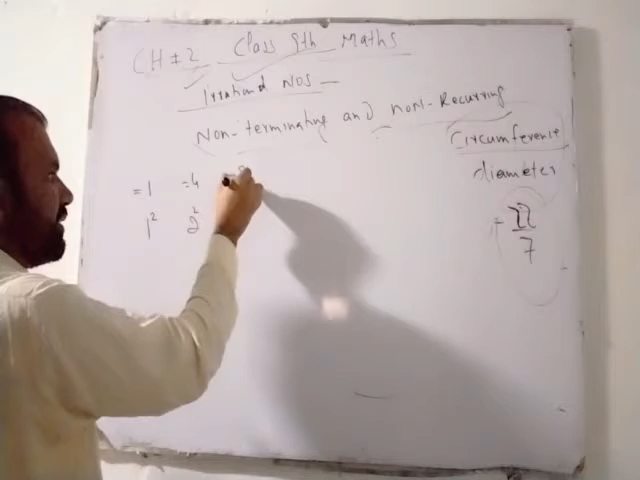 CH # 2 Class 9th Maths
Irrational NOS —
Non-terminating and NoN-Recurring
Circumference
diameter
22
7
=1 =4
1² 2²